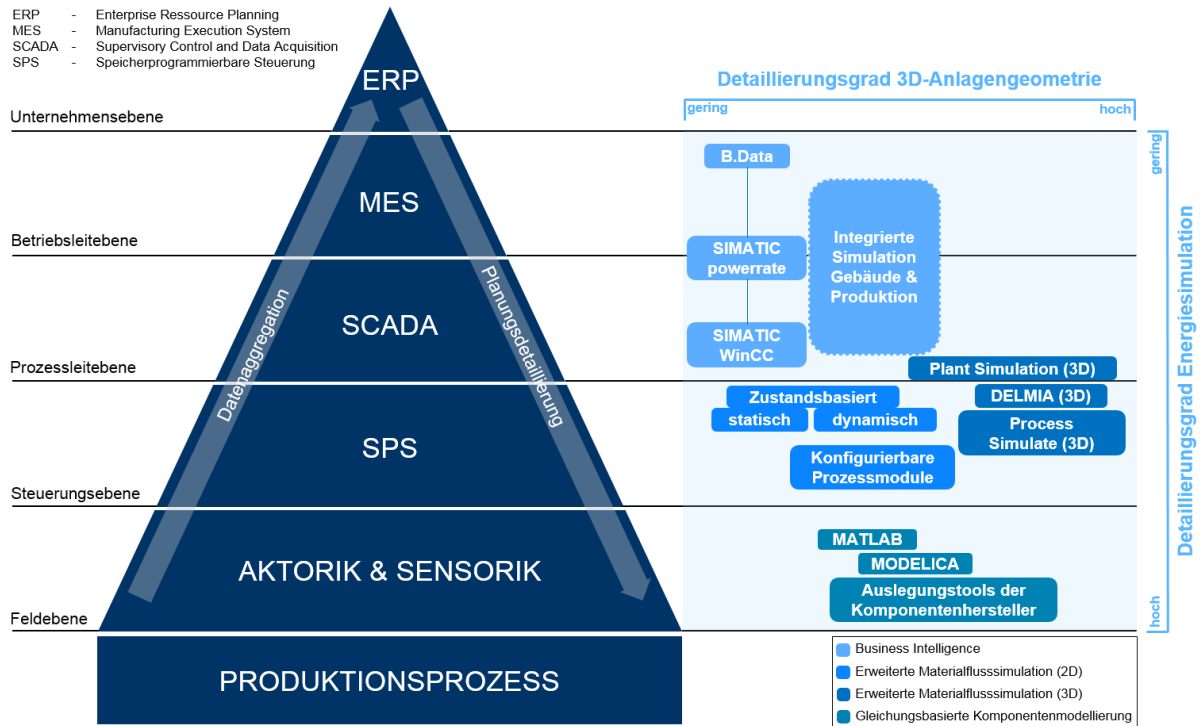 ERP - Enterprise Ressource Planning
MES - Manufacturing Execution System
SCADA - Supervisory Control and Data Acquisition
SPS - Speicherprogrammierbare Steuerung
ERP
Unternehmensebene
MES
Betriebsleitebene
SCADA
Prozessleitebene
SPS
Steuerungsebene
AKTORIK & SENSORIK
Feldebene
PRODUKTIONSPROZESS
Datenaggregation
Planungsdetaillierung
Detaillierungsgrad 3D-Anlagengeometrie
gering
hoch
B.Data
SIMATIC
powerrate
SIMATIC
WinCC
Integrierte
Simulation
Gebäude &
Produktion
Plant Simulation (3D)
Zustandsbasiert
statisch
dynamisch
DELMIA (3D)
Process
Simulate (3D)
Konfigurierbare
Prozessmodule
MATLAB
MODELICA
Auslegungstools der
Komponentenhersteller
gering
Detaillierungsgrad Energiesimulation
hoch
Business Intelligence
Erweiterte Materialflusssimulation (2D)
Erweiterte Materialflusssimulation (3D)
Gleichungsbasierte Komponentenmodellierung